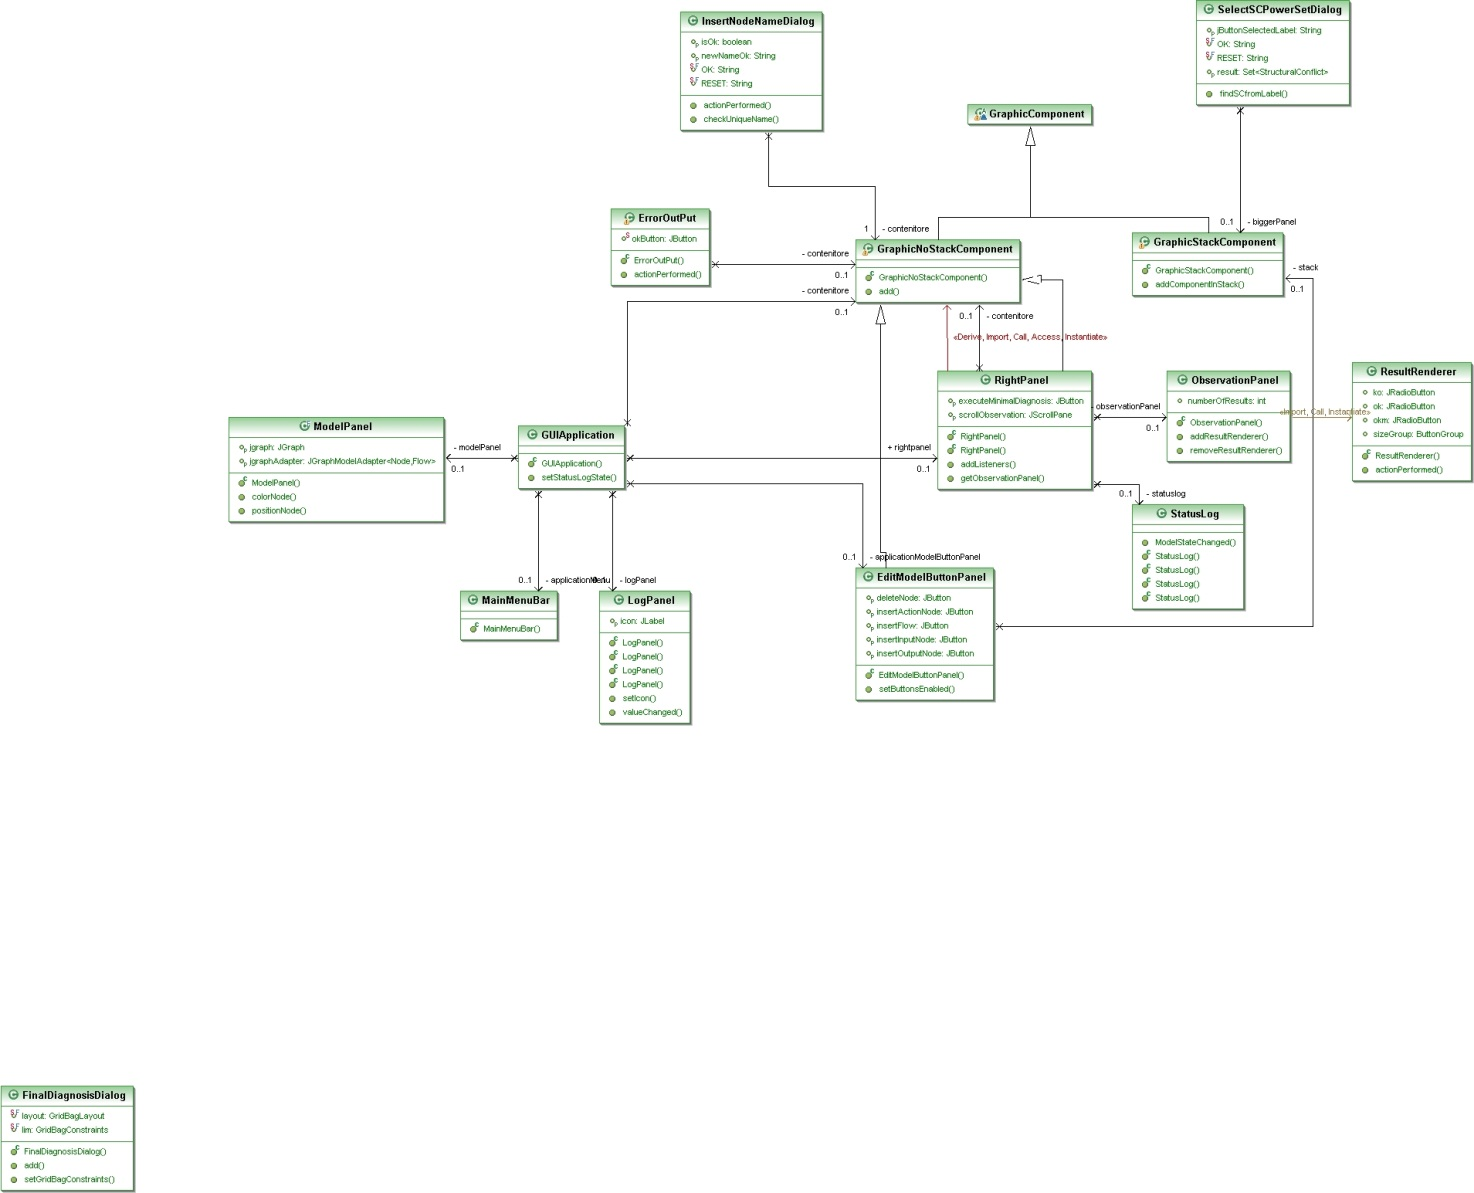 InsertNodeNameDialog
isOk: boolean
newNameOk: String
OK: String
RESET: String
actionPerformed()
checkUniqueName()
SelectSCPowerSetDialog
jButtonSelectedLabel: String
OK: String
RESET: String
result: Set<StructuralConflict>
findSCfromLabel()
GraphicComponent
ErrorOutPut
okButton: JButton
ErrorOutPut()
actionPerformed()
- contenitore
0..1
1 - contenitore
GraphicNoStackComponent
GraphicNoStackComponent()
add()
0..1 - biggerPanel
GraphicStackComponent
GraphicStackComponent()
addComponentInStack()
- stack
0..1
- contenitore
0..1
0..1 - contenitore
«Derive, Import, Call, Access, Instantiate»
RightPanel
executeMinimalDiagnosis: JButton
scrollObservation: JScrollPane
RightPanel()
RightPanel()
addListeners()
getObservationPanel()
- observationPanel
0..1
ObservationPanel
numberOfResults: int
ObservationPanel()
addResultRenderer()
removeResultRenderer()
«Import, Call, Instantiate»
ResultRenderer
ko: JRadioButton
ok: JRadioButton
okm: JRadioButton
sizeGroup: ButtonGroup
ResultRenderer()
actionPerformed()
ModelPanel
jgraph: JGraph
jgraphAdapter: JGraphModelAdapter<Node,Flow>
ModelPanel()
colorNode()
positionNode()
- modelPanel
0..1
GUIApplication
GUIApplication()
setStatusLogState()
+ rightpanel
0..1
0..1 - statuslog
StatusLog
ModelStateChanged()
StatusLog()
StatusLog()
StatusLog()
StatusLog()
0..1 - applicationMenu
0..1 - logPanel
0..1 - applicationModelButtonPanel
MainMenuBar
MainMenuBar()
LogPanel
icon: JLabel
LogPanel()
LogPanel()
LogPanel()
LogPanel()
setIcon()
valueChanged()
EditModelButtonPanel
deleteNode: JButton
insertActionNode: JButton
insertFlow: JButton
insertInputNode: JButton
insertOutputNode: JButton
EditModelButtonPanel()
setButtonsEnabled()
FinalDiagnosisDialog
layout: GridBagLayout
lim: GridBagConstraints
FinalDiagnosisDialog()
add()
setGridBagConstraints()